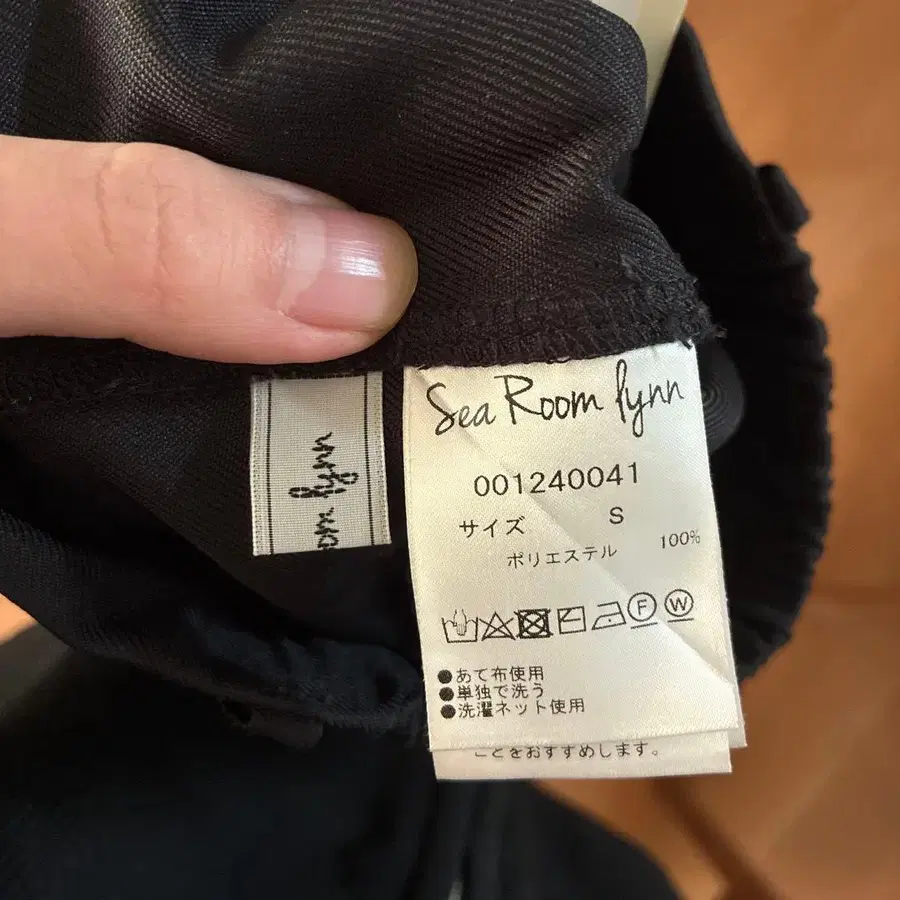 Sea Room lynn
001240041
サイズ S
ポリエステル 100%
F W
●あて布使用
●単独で洗う
●洗濯ネット使用
ことをおすすめします。
oom lynn